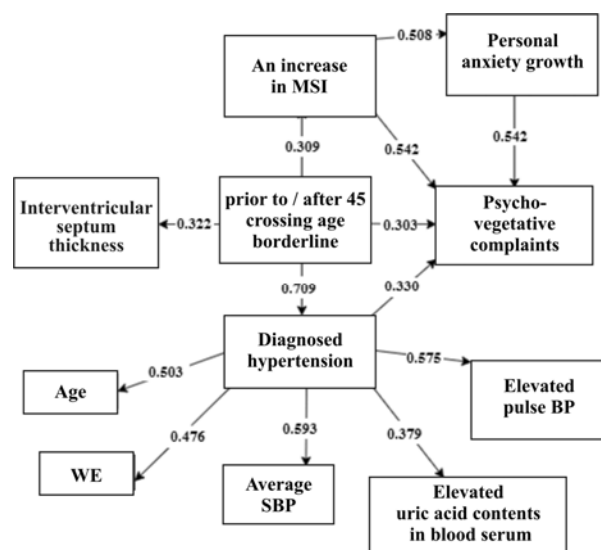 0.508
Personal
anxiety growth
An increase
in MSI
0.542
0.309
0.542
Interventricular
septum
thickness
0.322
prior to / after 45
crossing age
borderline
0.303
Psycho-
vegetative
complaints
0.709
0.330
Diagnosed
hypertension
0.503
0.575
Age
Elevated
pulse BP
0.476
0.593
0.379
WE
Average
SBP
Elevated
uric acid contents
in blood serum